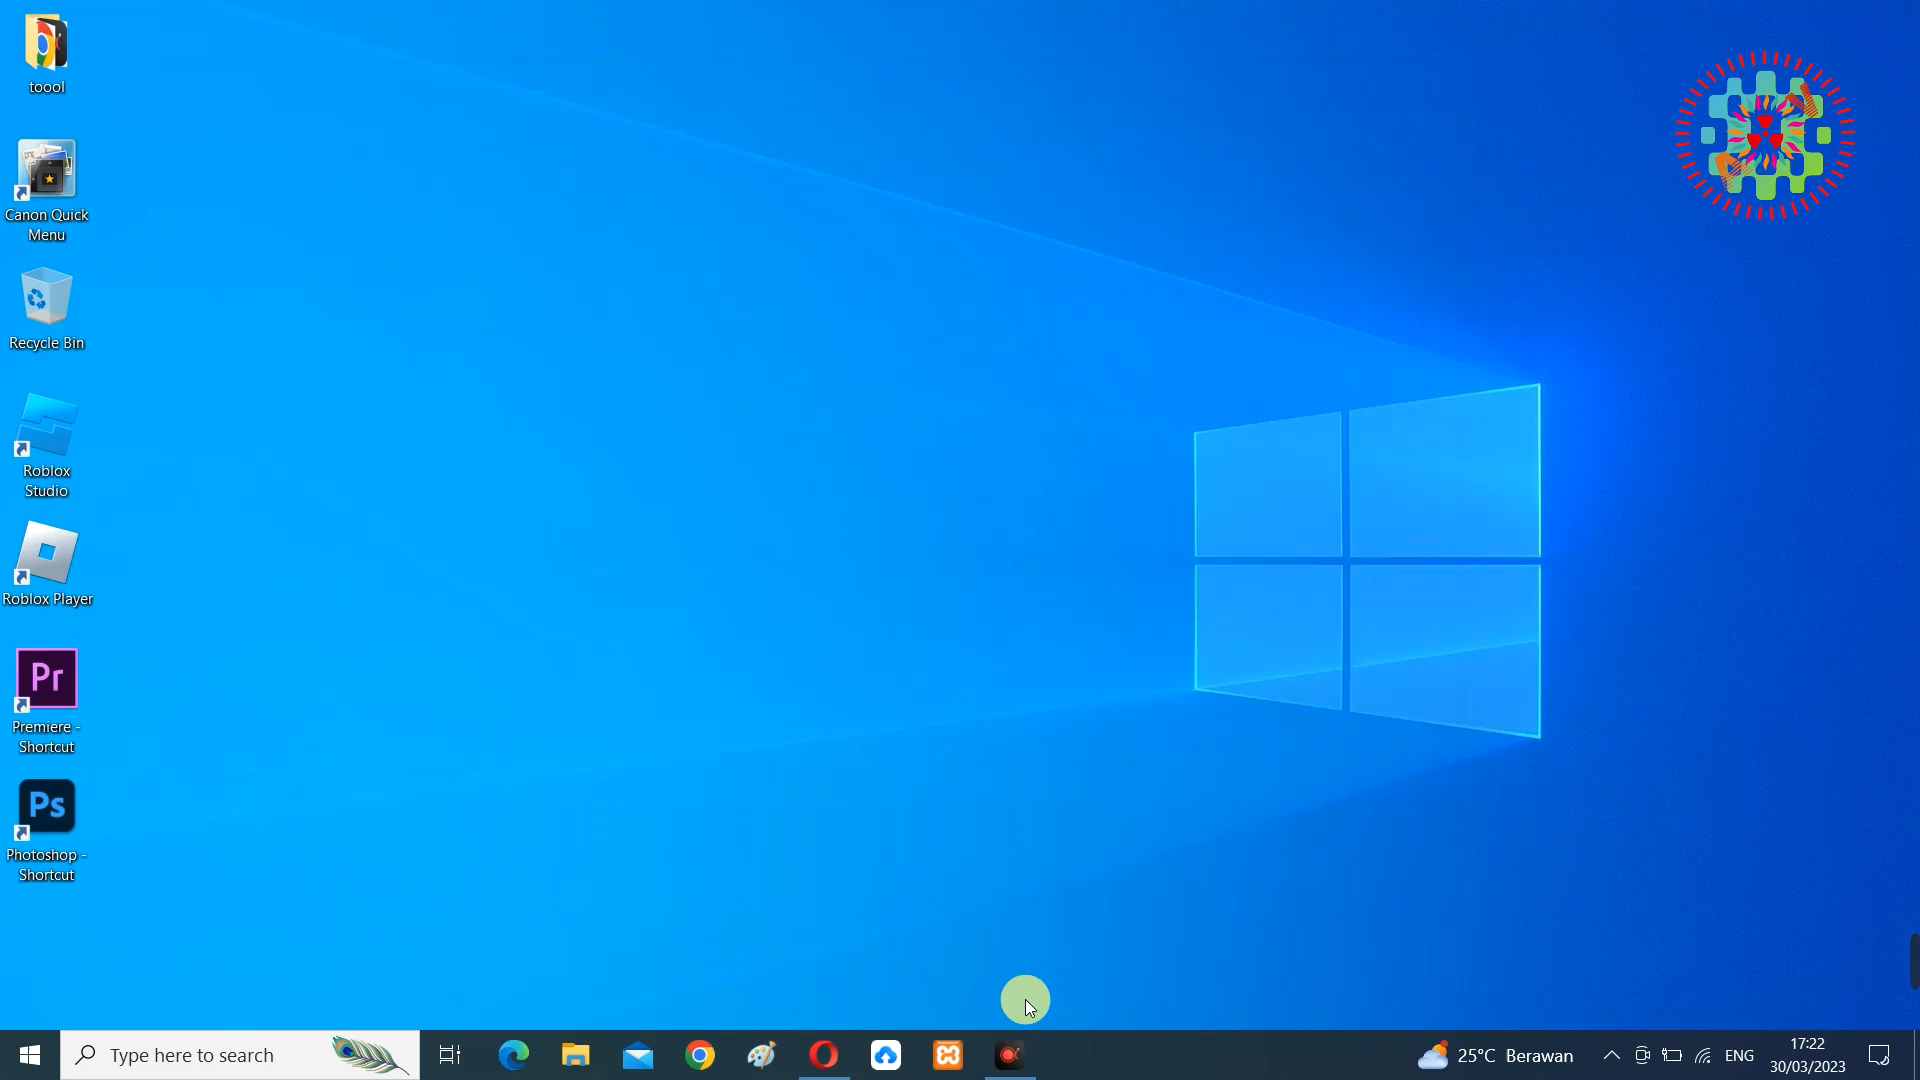 toool
Canon Quick
Menu
Recycle Bin
Roblox
Studio
Roblox Player
Pr
Premiere -
Shortcut
Ps
Photoshop -
Shortcut
Type here to search
25°C Berawan
ENG
17:22
30/03/2023